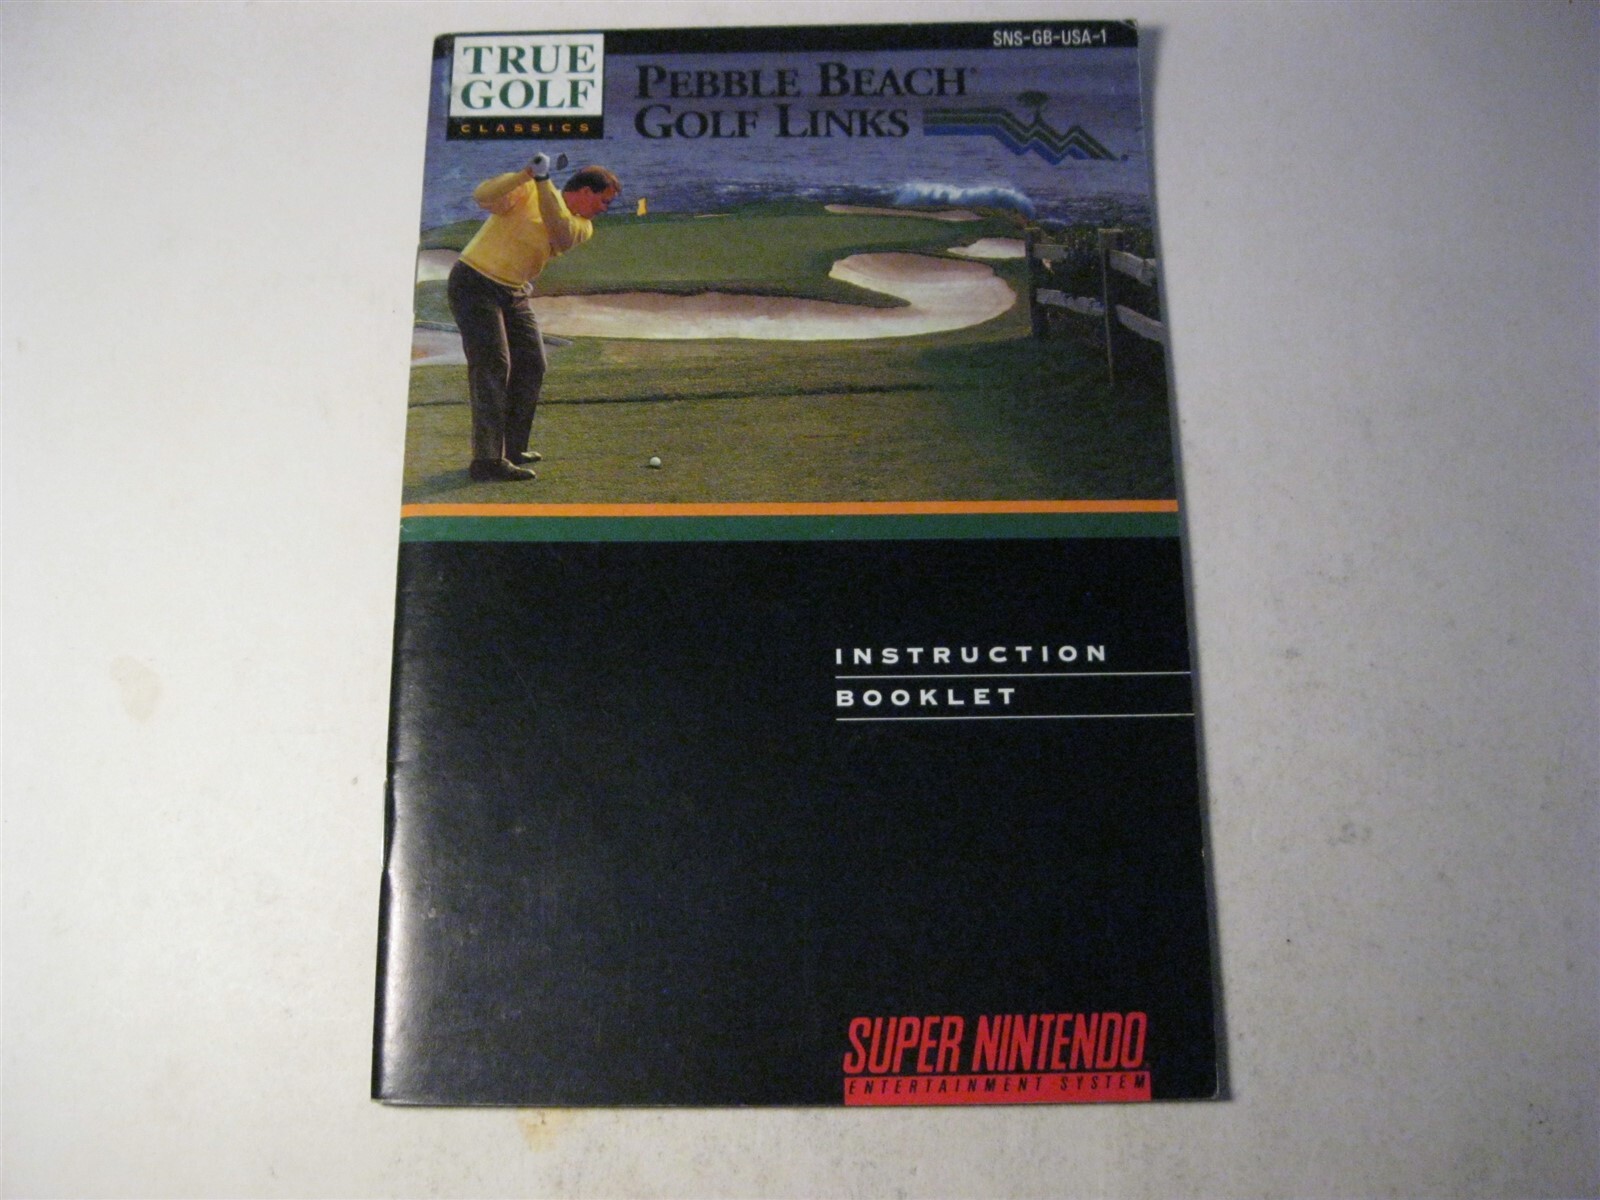 SNS-GB-USA-1
TRUE
GOLF
CLASSICS
PEBBLE BEACH®
GOLF LINKS
INSTRUCTION
BOOKLET
SUPER NINTENDO
ENTERTAINMENT SYSTEM